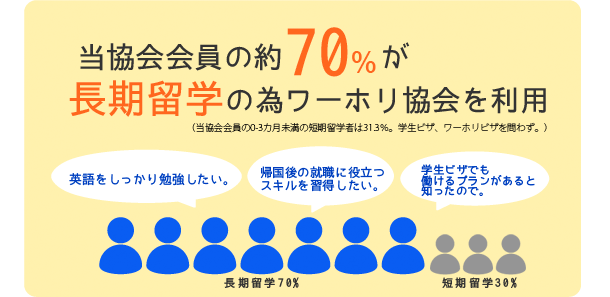 当協会会員の約70%が
長期留学の為ワーホリ協会を利用
(当協会会員の0-3カ月未満の短期留学者は31.3%。学生ビザ、ワーホリビザを問わず。)
英語をしっかり勉強したい。
帰国後の就職に役立つ
スキルを習得したい。
学生ビザでも
働けるプランがあると
知ったので。
長期留学70%
短期留学30%